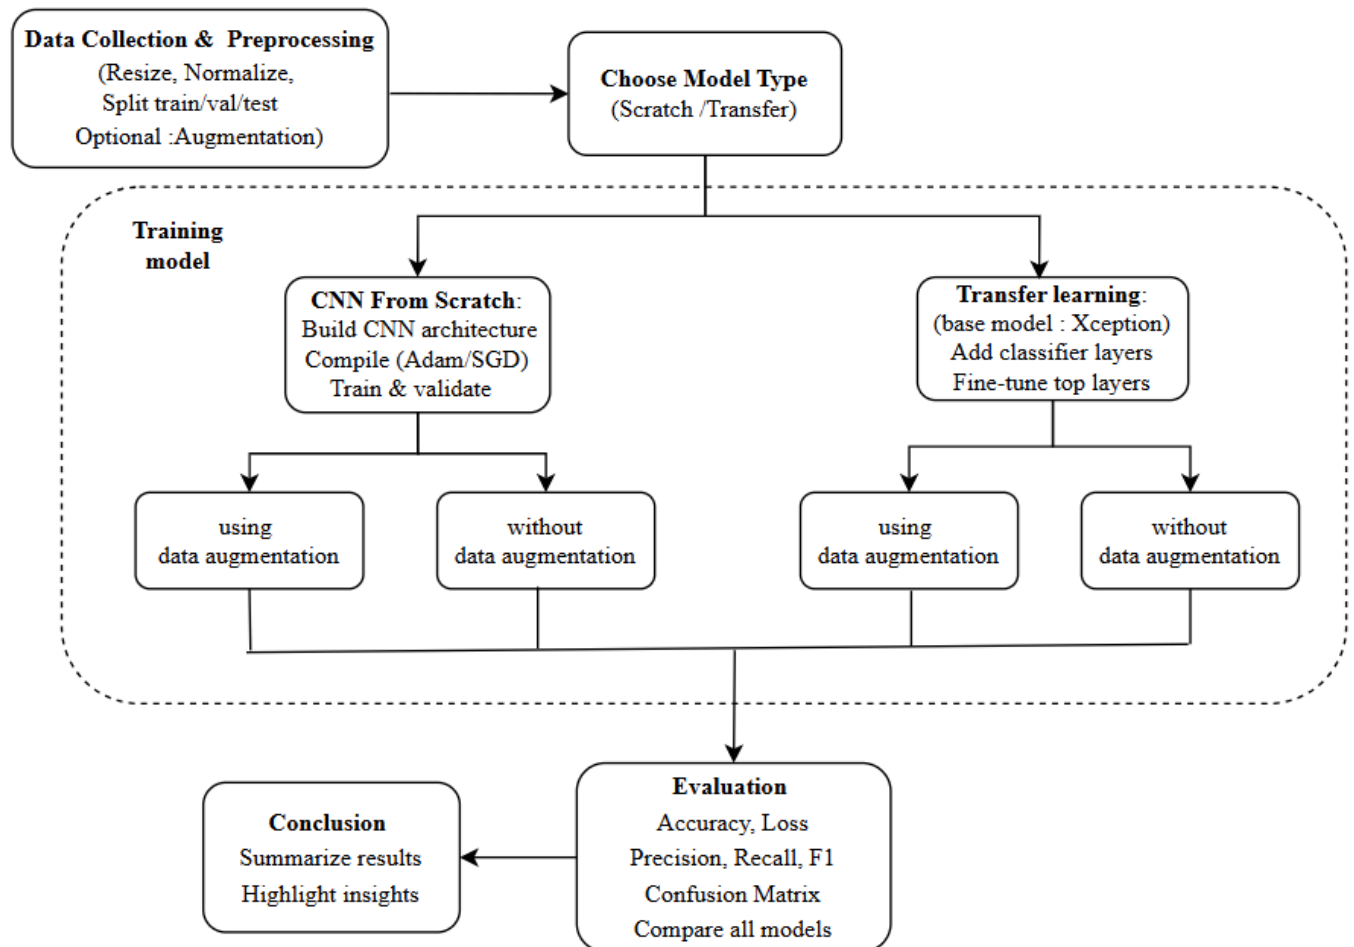 Data Collection & Preprocessing
(Resize, Normalize,
Split train/val/test
Optional :Augmentation)
Choose Model Type
(Scratch /Transfer)
Training
model
CNN From Scratch:
Build CNN architecture
Compile (Adam/SGD)
Train & validate
Transfer learning:
(base model : Xception)
Add classifier layers
Fine-tune top layers
using
data augmentation
without
data augmentation
using
data augmentation
without
data augmentation
Evaluation
Accuracy, Loss
Precision, Recall, F1
Confusion Matrix
Compare all models
Conclusion
Summarize results
Highlight insights